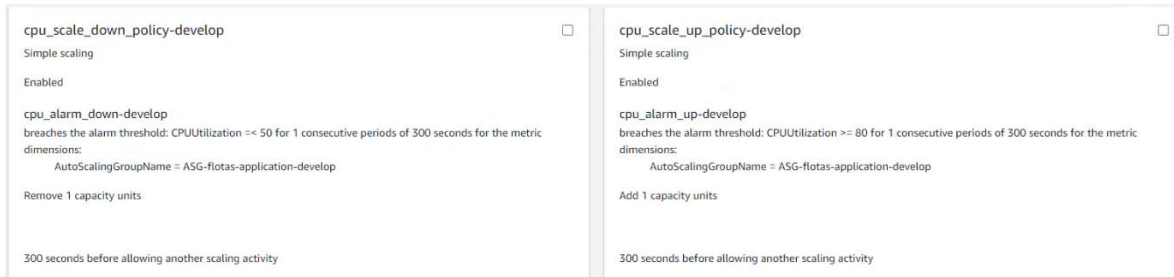 cpu_scale_down_policy-develop
Simple scaling
Enabled
cpu_alarm_down-develop
breaches the alarm threshold: CPUUtilization =< 50 for 1 consecutive periods of 300 seconds for the metric
dimensions:
AutoScalingGroupName = ASG-flotas-application-develop
Remove 1 capacity units
300 seconds before allowing another scaling activity
cpu_scale_up_policy-develop
Simple scaling
Enabled
cpu_alarm_up-develop
breaches the alarm threshold: CPUUtilization >= 80 for 1 consecutive periods of 300 seconds for the metric
dimensions:
AutoScalingGroupName = ASG-flotas-application-develop
Add 1 capacity units
300 seconds before allowing another scaling activity